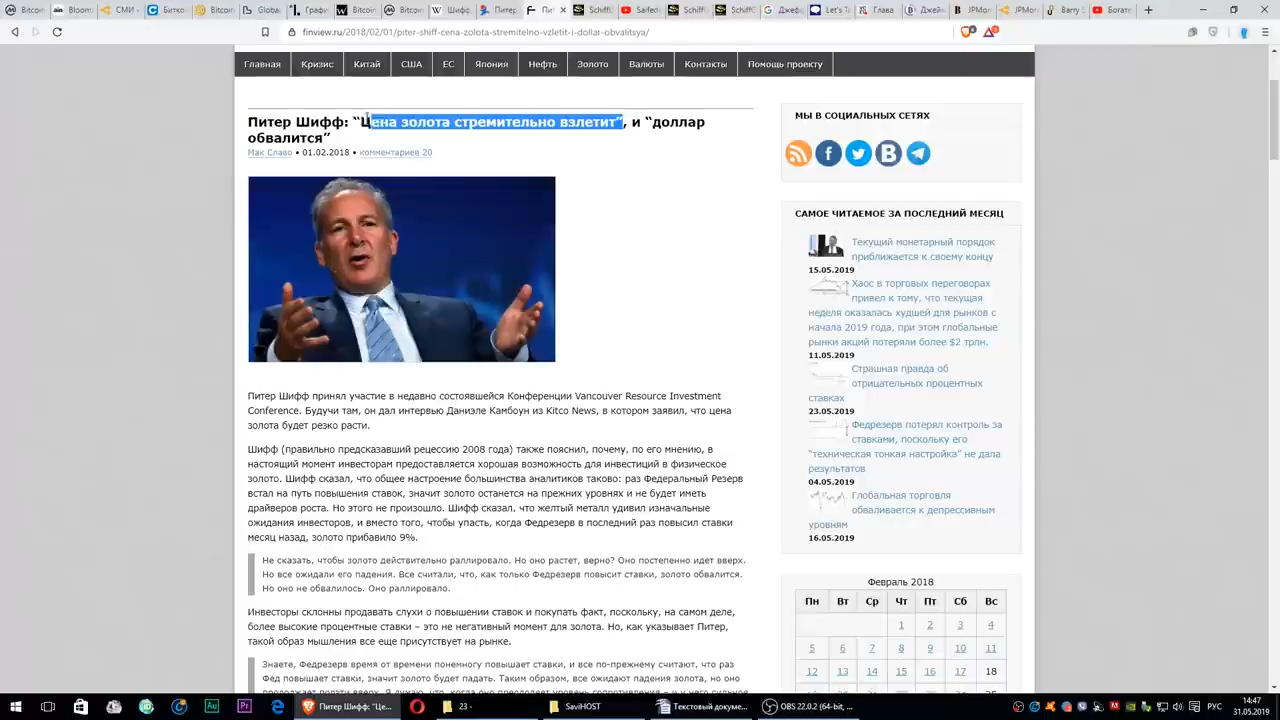 Bitcoin
Bitcoin
Bitcoin
finview.ru/2018/02/01/piter-shiff-cena-zolota-stremitelno-vzletit-i-dollar-obvalitsya/
Главная
Кризис
Китай
США
ЕС
Япония
Нефть
Золото
Валюты
Контакты
Помощь проекту
Питер Шифф: “Цена золота стремительно взлетит”, и “доллар
обвалится”
Мак Славо • 01.02.2018 • комментариев 20
Питер Шифф принял участие в недавно состоявшейся Конференции Vancouver Resource Investment
Conference. Будучи там, он дал интервью Даниэле Камбоун из Kitco News, в котором заявил, что цена
золота будет резко расти.
Шифф (правильно предсказавший рецессию 2008 года) также пояснил, почему, по его мнению, в
настоящий момент инвесторам предоставляется хорошая возможность для инвестиций в физическое
золото. Шифф сказал, что общее настроение большинства аналитиков таково: раз Федеральный Резерв
встал на путь повышения ставок, значит золото останется на прежних уровнях и не будет иметь
драйверов роста. Но этого не произошло. Шифф сказал, что желтый металл удивил изначальные
ожидания инвесторов, и вместо того, чтобы упасть, когда Федрезерв в последний раз повысил ставки
месяц назад, золото прибавило 9%.
Не сказать, чтобы золото действительно раллировало. Но оно растет, верно? Оно постепенно идет вверх.
Но все ожидали его падения. Все считали, что, как только Федрезерв повысит ставки, золото обвалится.
Но оно не обвалилось. Оно раллировало.
Инвесторы склонны продавать слухи о повышении ставок и покупать факт, поскольку, на самом деле,
более высокие процентные ставки – это не негативный момент для золота. Но, как указывает Питер,
такой образ мышления все еще присутствует на рынке.
Знаете, Федрезерв время от времени понемногу повышает ставки, и все по-прежнему считают, что раз
Фед повышает ставки, значит золото будет падать. Таким образом, все ожидают падения золота, но оно
МЫ В СОЦИАЛЬНЫХ СЕТЯХ
САМОЕ ЧИТАЕМОЕ ЗА ПОСЛЕДНИЙ МЕСЯЦ
Текущий монетарный порядок
приближается к своему концу
15.05.2019
Хаос в торговых переговорах
привел к тому, что текущая
неделя оказалась худшей для рынков с
начала 2019 года, при этом глобальные
рынки акций потеряли более $2 трлн.
11.05.2019
Страшная правда об
отрицательных процентных
ставках
23.05.2019
Федрезерв потерял контроль за
ставками, поскольку его
“техническая тонкая настройка” не дала
результатов
04.05.2019
Глобальная торговля
обваливается к депрессивным
уровням
16.05.2019
Февраль 2018
Пн Вт Ср Чт Пт Сб Вс
1 2 3 4
5 6 7 8 9 10 11
12 13 14 15 16 17 18
Питер Шифф: "Це...
23 -
SaviHOST
Текстовый докуме...
OBS 22.0.2 (64-bit, ...
РУС
14:47
31.05.2019